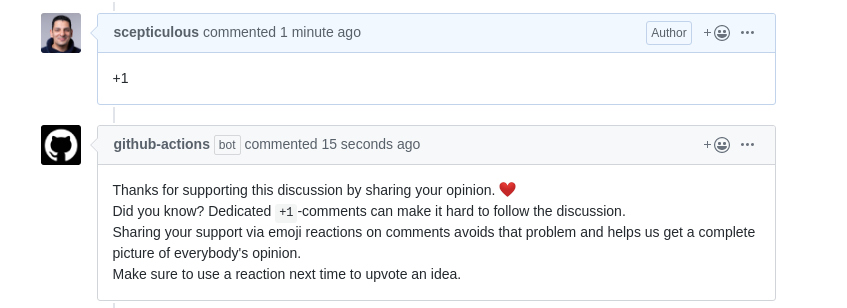 scepticulous commented 1 minute ago Author +
+1
github-actions bot commented 15 seconds ago +
Thanks for supporting this discussion by sharing your opinion. ❤️
Did you know? Dedicated +1-comments can make it hard to follow the discussion.
Sharing your support via emoji reactions on comments avoids that problem and helps us get a complete
picture of everybody's opinion.
Make sure to use a reaction next time to upvote an idea.